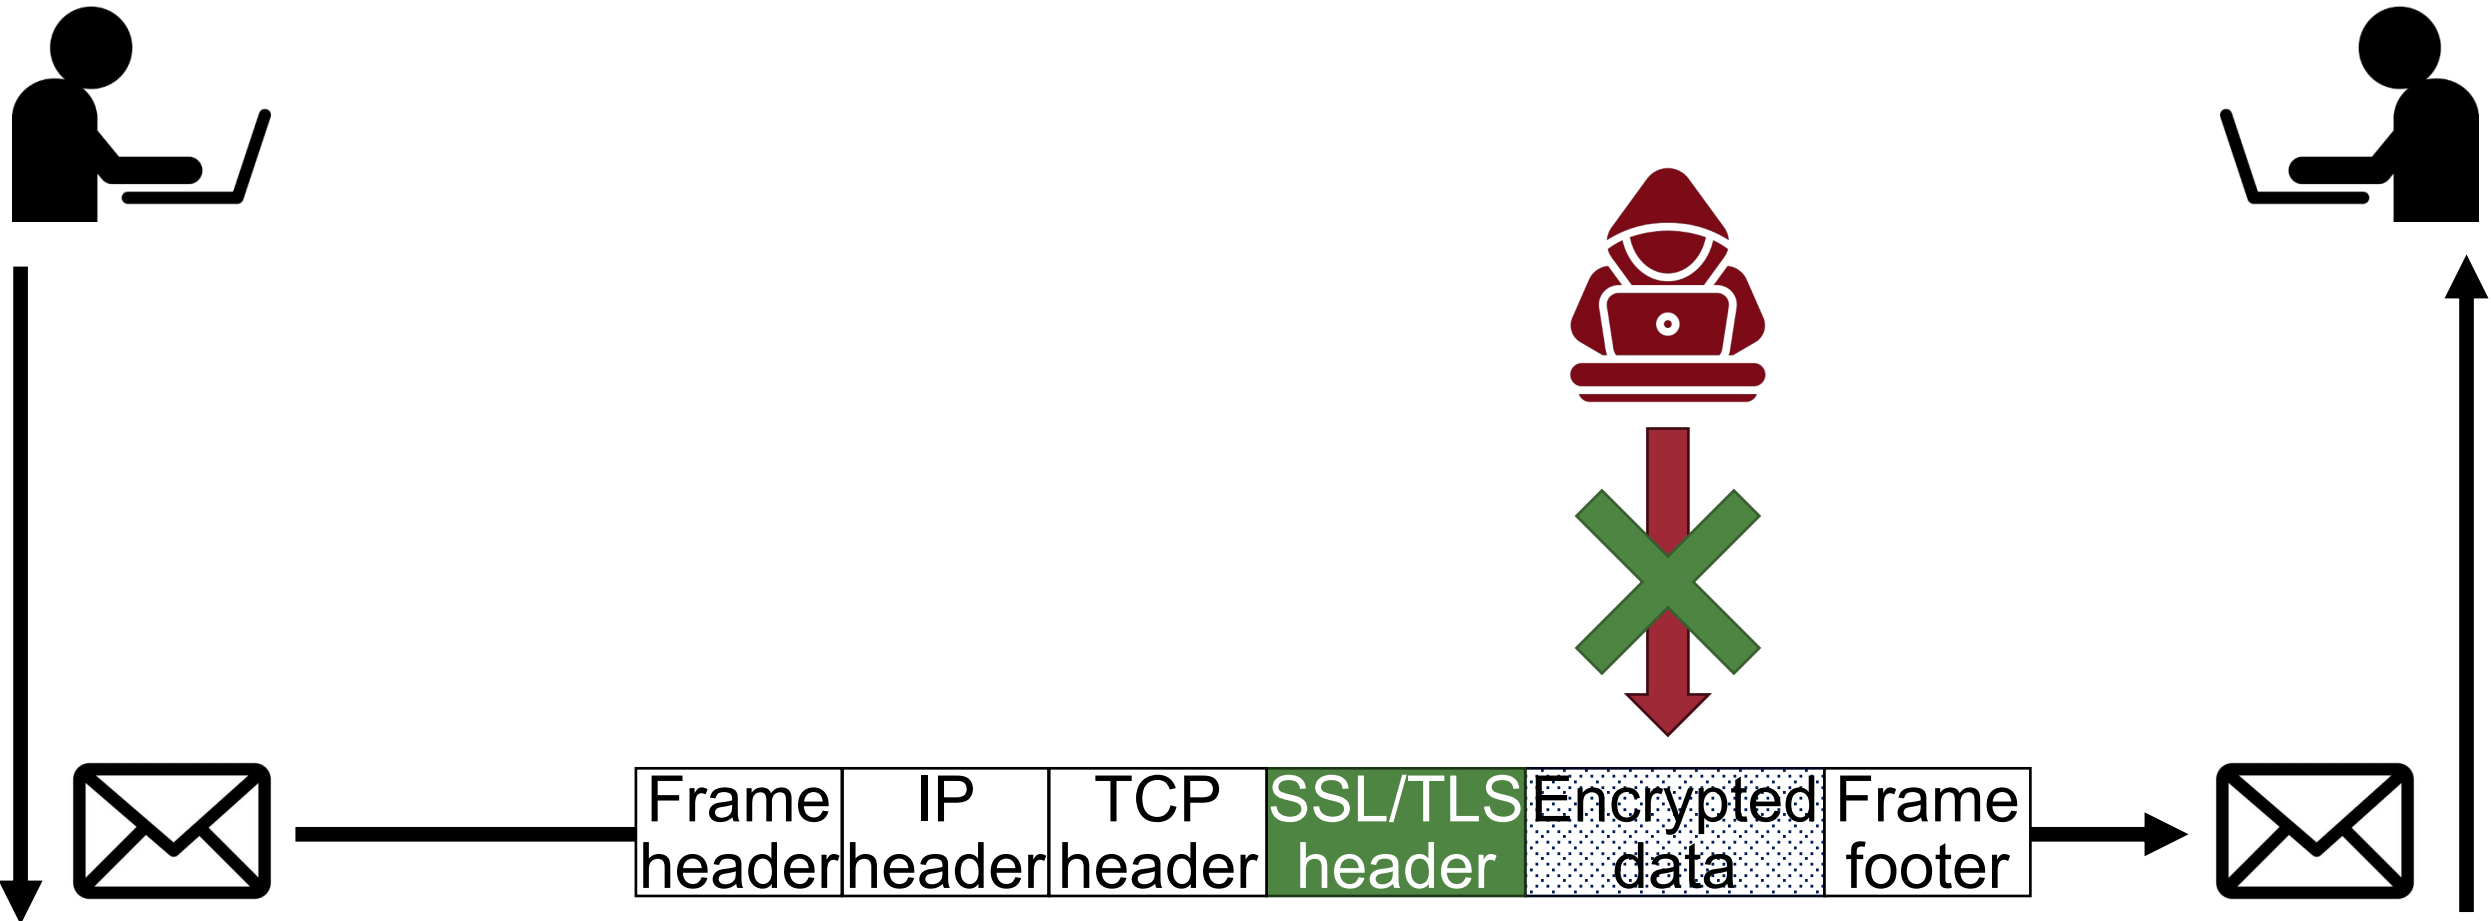 Frame
header
IP
header
TCP
header
SSL/TLS
header
Encrypted
data
Frame
footer